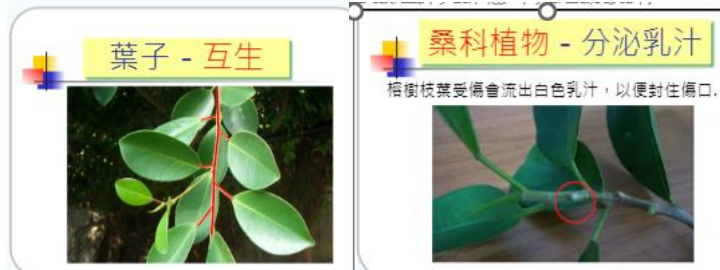 葉子 - 互生
桑科植物 - 分泌乳汁
榕樹枝葉受傷會流出白色乳汁，以便封住傷口.